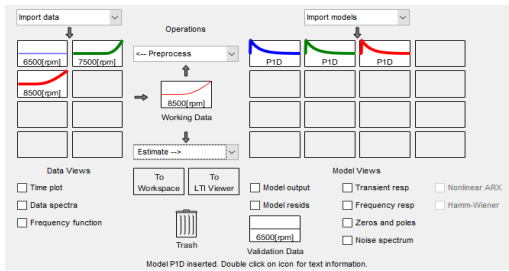 Import data
Operations
Import models
6500[rpm]
7500[rpm]
<-- Preprocess
P1D
P1D
P1D
8500[rpm]
8500[rpm]
Working Data
Estimate -->
Data Views
To Workspace
To LTI Viewer
Model Views
Time plot
Data spectra
Frequency function
Model output
Model resids
Transient resp
Frequency resp
Zeros and poles
Noise spectrum
Nonlinear ARX
Hamm-Wiener
Trash
6500[rpm]
Validation Data
Model P1D inserted. Double click on icon for text information.